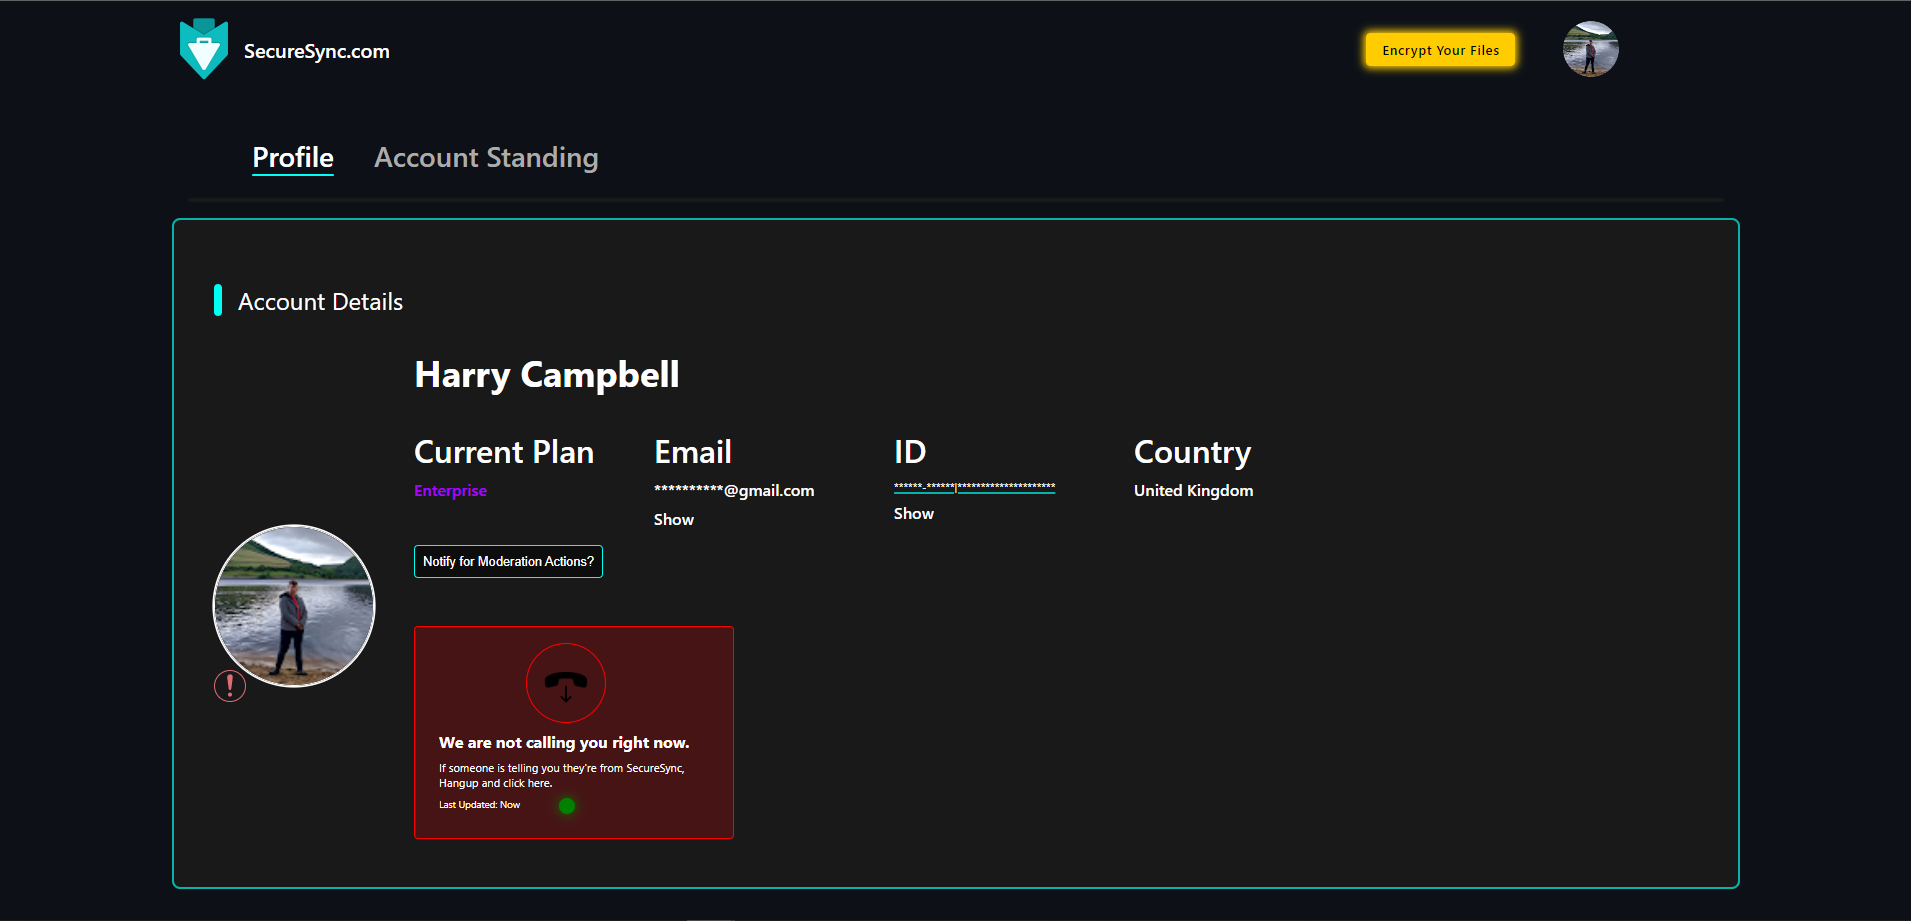 SecureSync.com
Encrypt Your Files
Profile
Account Standing
Account Details
Harry Campbell
Current Plan
Enterprise
Email
**********@gmail.com
Show
ID
******-******|*********************
Show
Country
United Kingdom
Notify for Moderation Actions?
We are not calling you right now.
If someone is telling you they're from SecureSync,
Hangup and click here.
Last Updated: Now